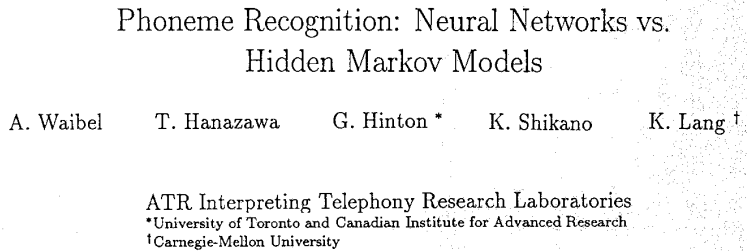 Phoneme Recognition: Neural Networks vs.
Hidden Markov Models
A. Waibel T. Hanazawa G. Hinton * K. Shikano K. Lang †
ATR Interpreting Telephony Research Laboratories
*University of Toronto and Canadian Institute for Advanced Research
†Carnegie-Mellon University